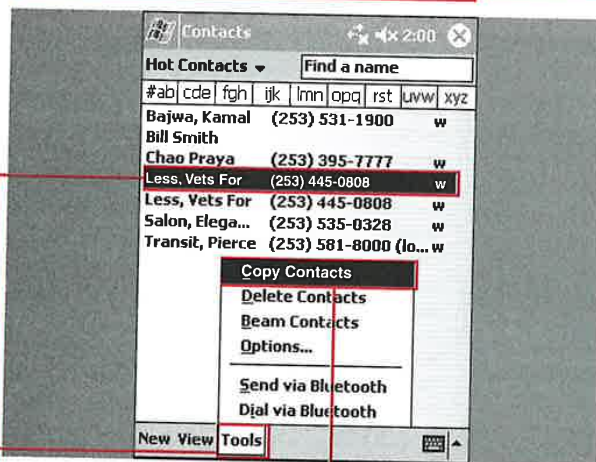 Contacts 2:00
Hot Contacts Find a name
#ab cde fgh ijk lmn opq rst uvw xyz
Bajwa, Kamal (253) 531-1900 w
Bill Smith
Chao Praya (253) 395-7777 w
Less, Vets For (253) 445-0808 w
Less, Vets For (253) 445-0808 w
Salon, Elega... (253) 535-0328 w
Transit, Pierce (253) 581-8000 (lo... w
Copy Contacts
Delete Contacts
Beam Contacts
Options...
Send via Bluetooth
Dial via Bluetooth
New View Tools